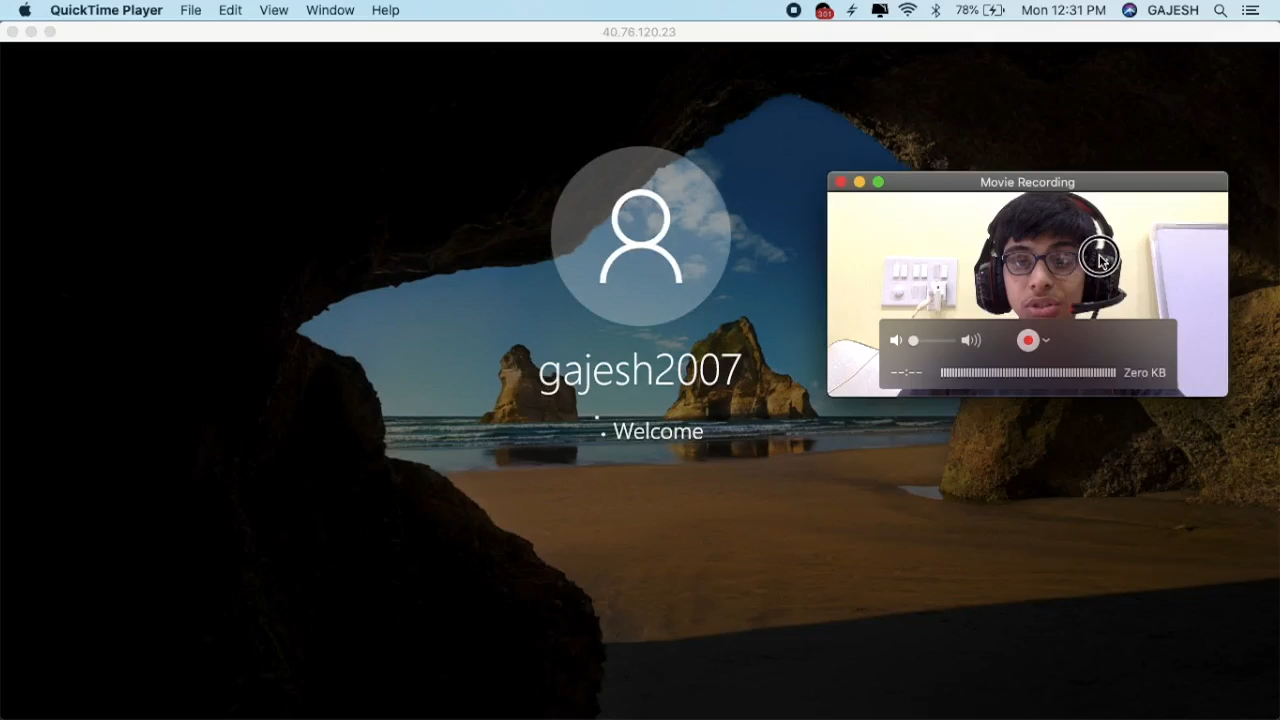 QuickTime Player File Edit View Window Help 301 78% Mon 12:31 PM GAJESH
40.76.120.23
Movie Recording
gajesh2007
--:-- Zero KB
Welcome